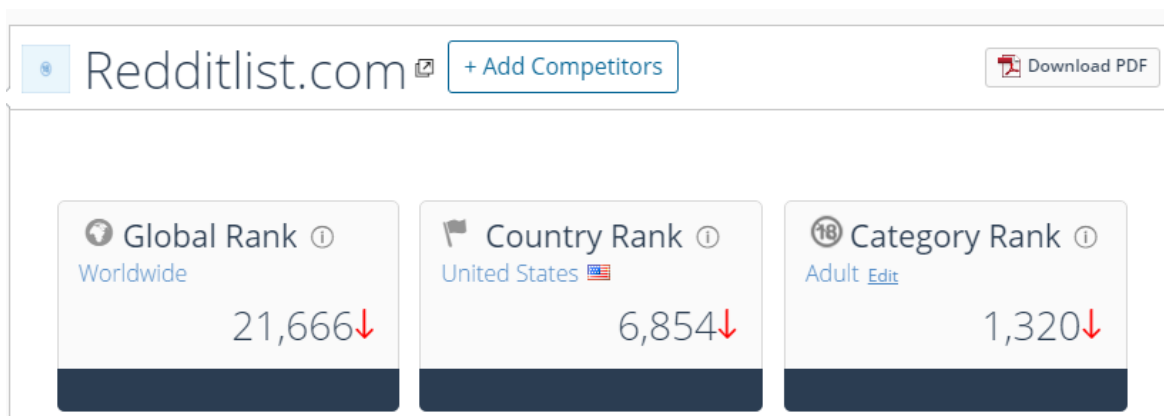 Redditlist.com + Add Competitors Download PDF
Global Rank
Worldwide
21,666
Country Rank
United States
6,854
18 Category Rank
Adult Edit
1,320